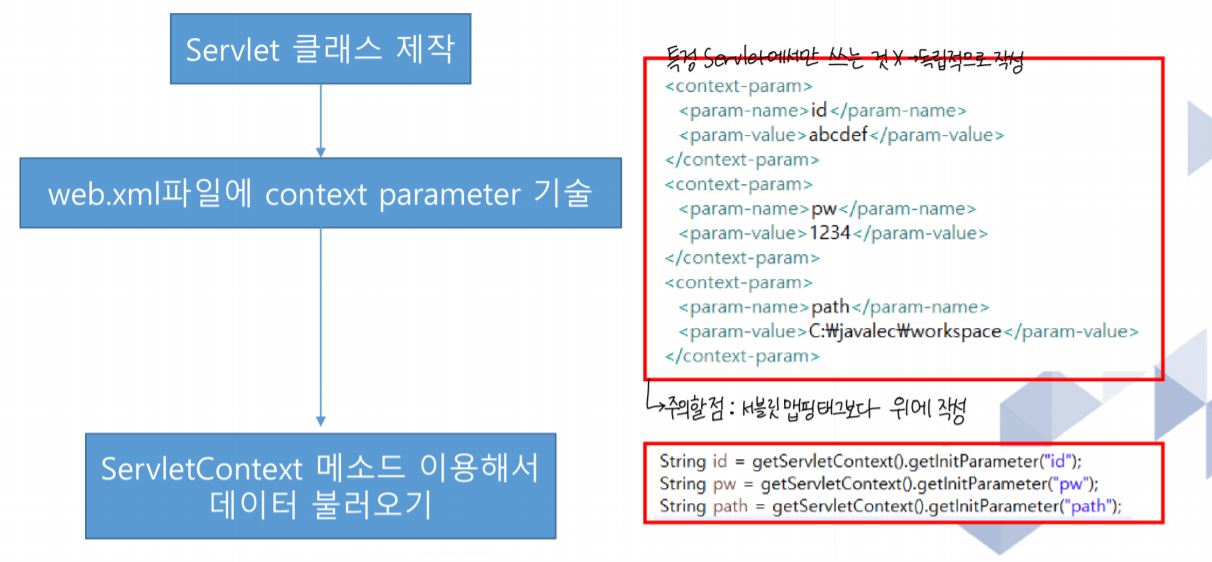 Servlet 클래스 제작
web.xml파일에 context parameter 기술
ServletContext 메소드 이용해서
데이터 불러오기
특정 Servlet에서만 쓰는 것 X →독립적으로 작성
<context-param>
<param-name>id</param-name>
<param-value>abcdef</param-value>
</context-param>
<context-param>
<param-name>pw</param-name>
<param-value>1234</param-value>
</context-param>
<context-param>
<param-name>path</param-name>
<param-value>C:₩javalec₩workspace</param-value>
</context-param>
↳주의할 점 : 서블릿 맵핑태그보다 위에 작성
String id = getServletContext().getInitParameter("id");
String pw = getServletContext().getInitParameter("pw");
String path = getServletContext().getInitParameter("path");